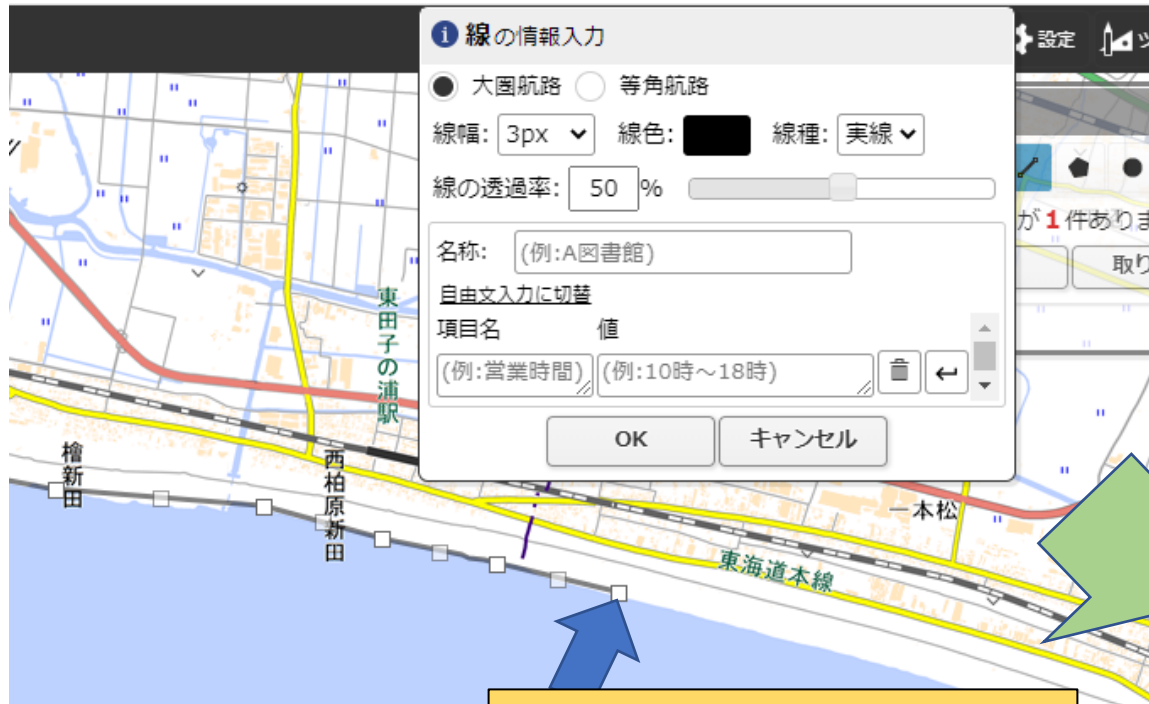 線の情報入力
設定
大圏航路 等角航路
線幅: 3px 線色: 線種: 実線
線の透過率: 50 %
が1件あり
名称: (例:A図書館)
取り
自由文入力に切替
項目名 値
(例:営業時間) (例:10時～18時)
OK キャンセル
東田子の浦駅
檜新田
西柏原新田
一本松
東海道本線